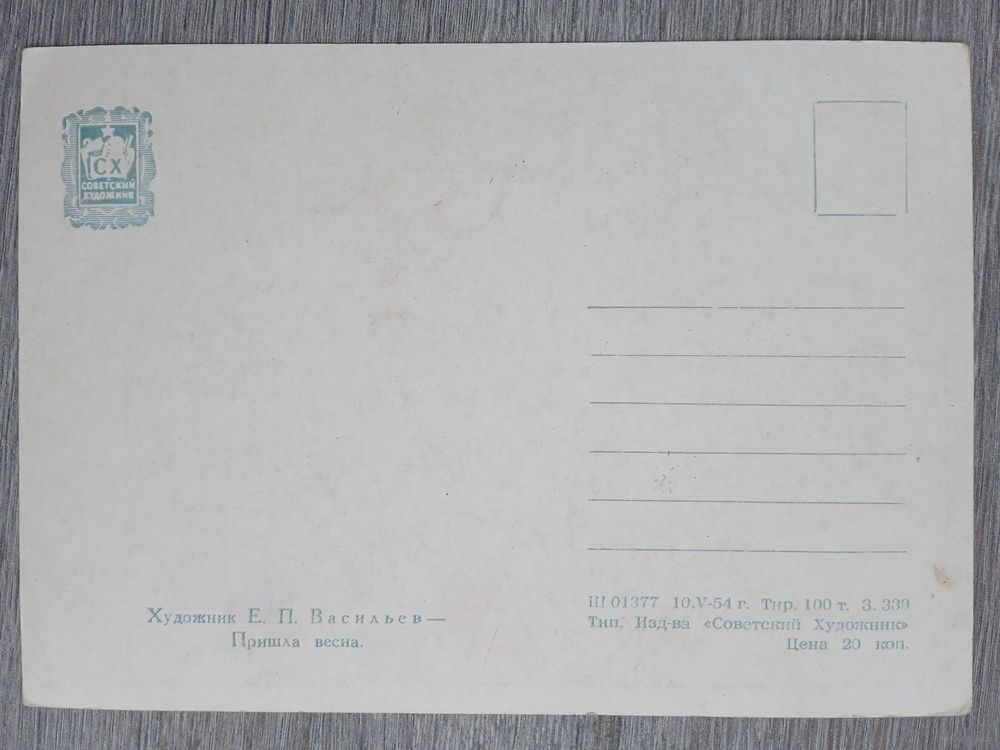 СХ
СОВЕТСКИЙ
ХУДОЖНИК
Художник Е. П. Васильев —
Пришла весна.
Ш 01377 10.V-54 г. Тир. 100 т. З. 339
Тип. Изд-ва «Советский Художник»
Цена 20 коп.